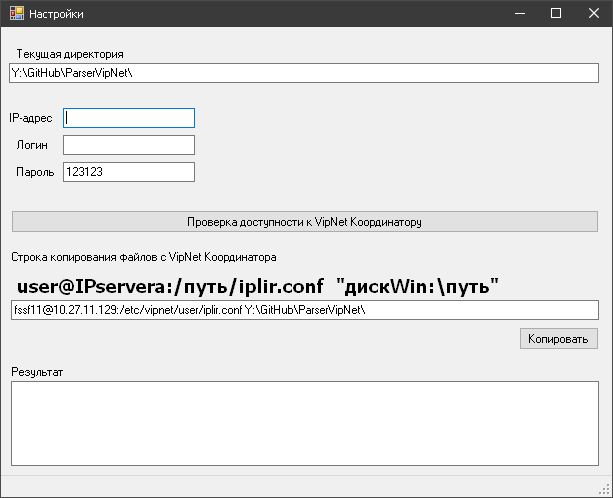 Настройки
Текущая директория
Y:\GitHub\ParserVipNet\
IP-адрес
Логин
Пароль 123123
Проверка доступности к VipNet Координатору
Строка копирования файлов с VipNet Координатора
user@IPservera:/путь/iplir.conf "дискWin:\путь"
fssf11@10.27.11.129:/etc/vipnet/user/iplir.conf Y:\GitHub\ParserVipNet\
Копировать
Результат